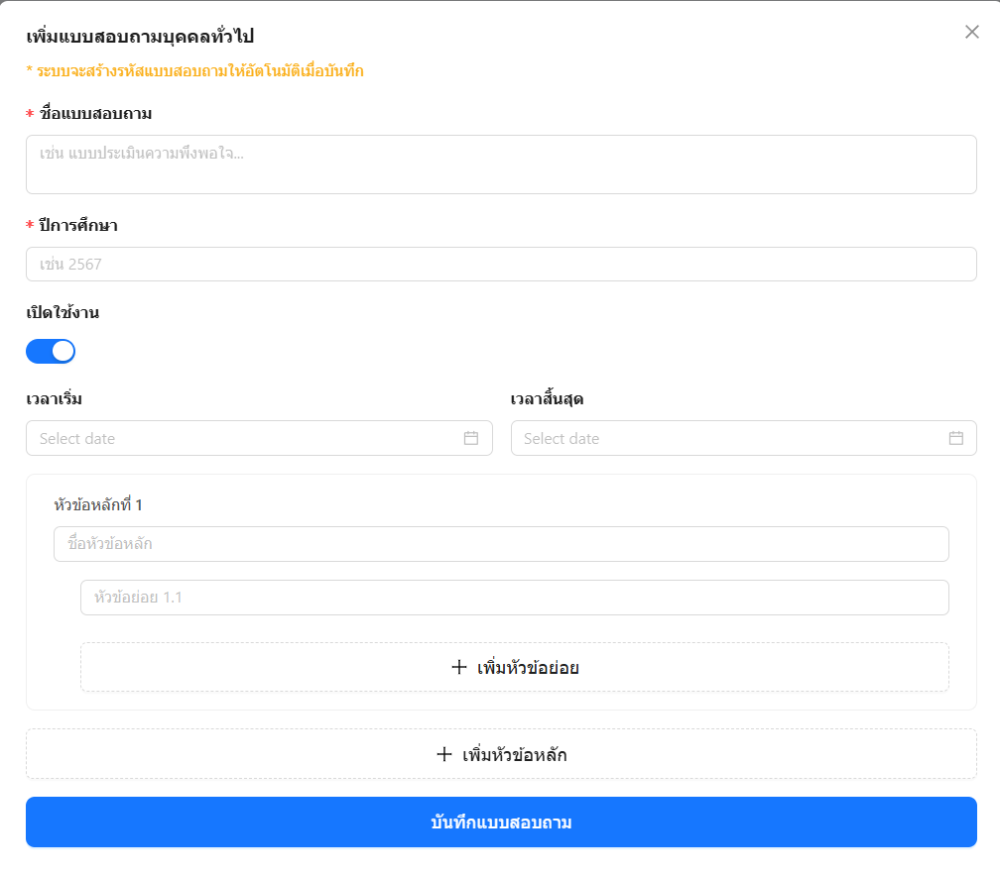 เพิ่มแบบสอบถามบุคคลทั่วไป
* ระบบจะสร้างรหัสแบบสอบถามให้อัตโนมัติเมื่อบันทึก
* ชื่อแบบสอบถาม
เช่น แบบประเมินความพึงพอใจ...
* ปีการศึกษา
เช่น 2567
เปิดใช้งาน
เวลาเริ่ม
เวลาสิ้นสุด
Select date
Select date
หัวข้อหลักที่ 1
ชื่อหัวข้อหลัก
หัวข้อย่อย 1.1
+ เพิ่มหัวข้อย่อย
+ เพิ่มหัวข้อหลัก
บันทึกแบบสอบถาม